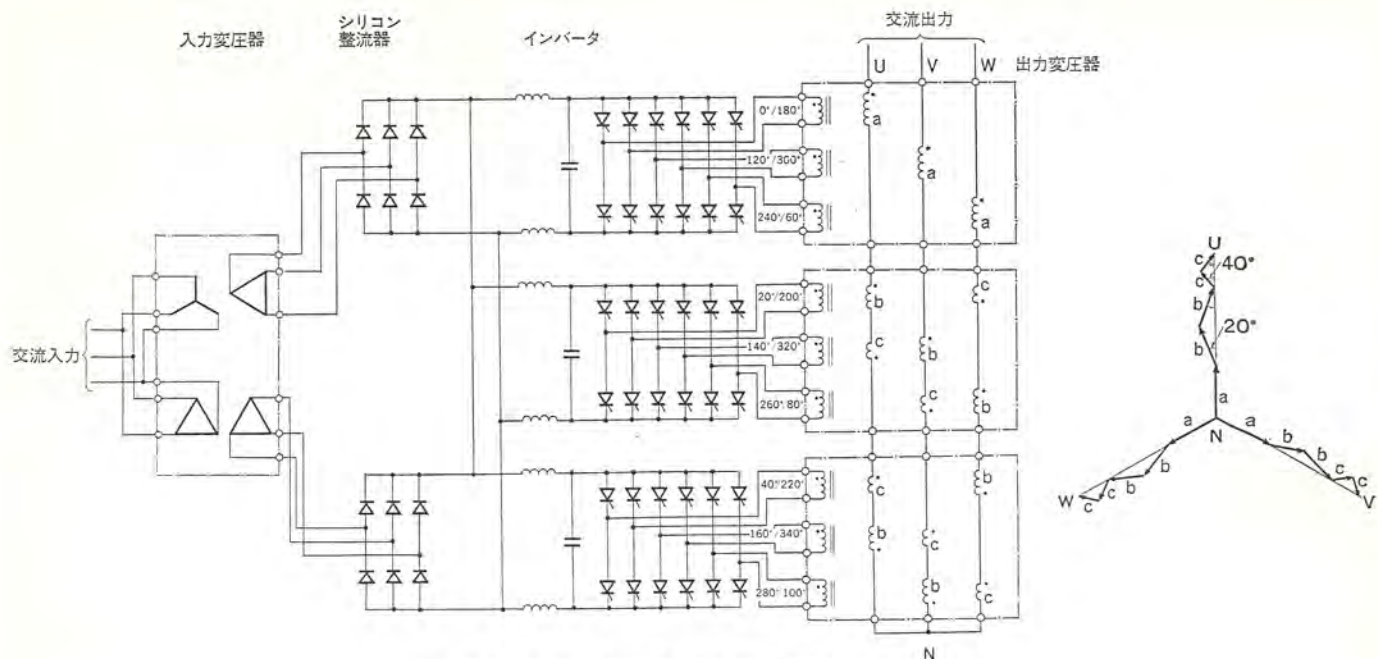 入力変圧器
シリコン
整流器
インバータ
交流出力
U V W
出力変圧器
交流入力
0°/180°
a
120°/300°
a
240°/60°
a
20°/200°
b c
140°/320°
c b
260°/80°
c b
40°/220°
c b
160°/340°
b c
280°/100°
b c
N
U
c 40°
c
b
20°
b
a
a N a
b b
b b
c c
W c c V